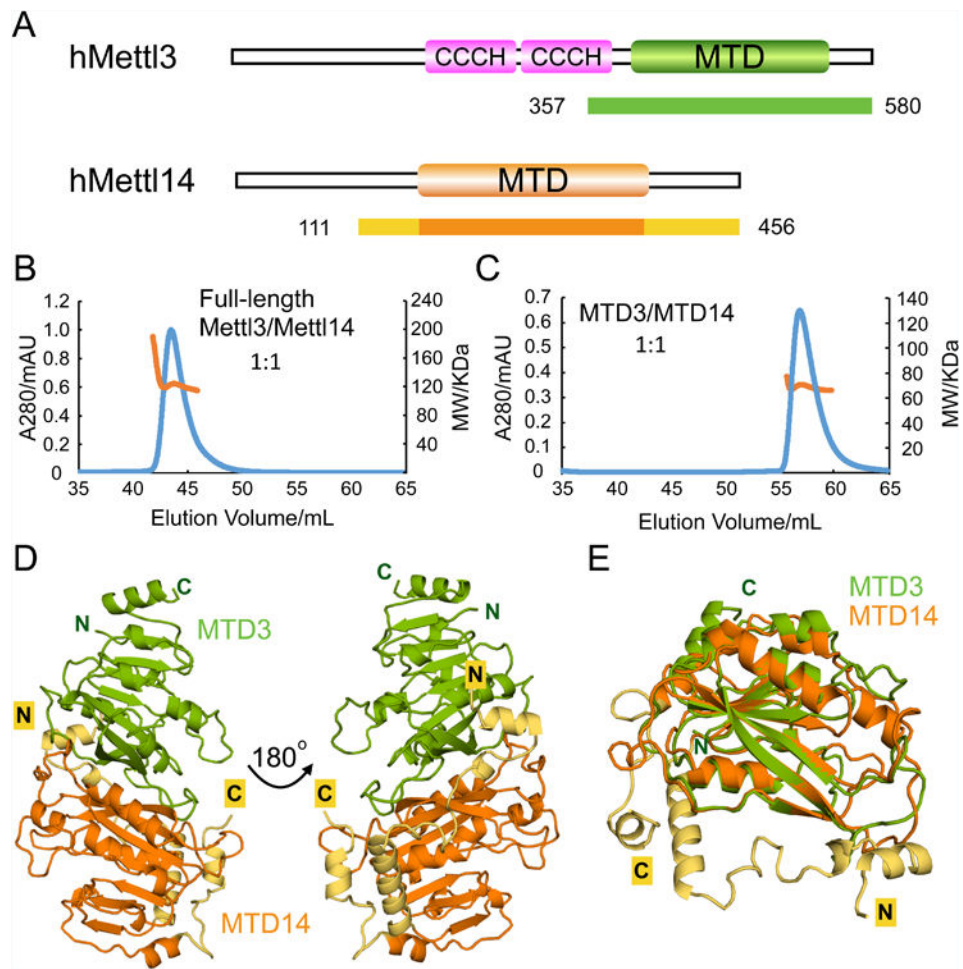 A
hMettl3
CCCH CCCH MTD
357 580
hMettl14
MTD
111 456
B
Full-length
Mettl3/Mettl14
1:1
A280/mAU
1.2
1.0
0.8
0.6
0.4
0.2
0
240
200
160
120
80
40
MW/KDa
35 40 45 50 55 60 65
Elution Volume/mL
C
MTD3/MTD14
1:1
A280/mAU
0.7
0.6
0.5
0.4
0.3
0.2
0.1
0
140
120
100
80
60
40
20
MW/KDa
35 40 45 50 55 60 65
Elution Volume/mL
D
C
N
MTD3
N
C
MTD14
180°
C
N
N
C
E
MTD3
MTD14
C
N
C
N